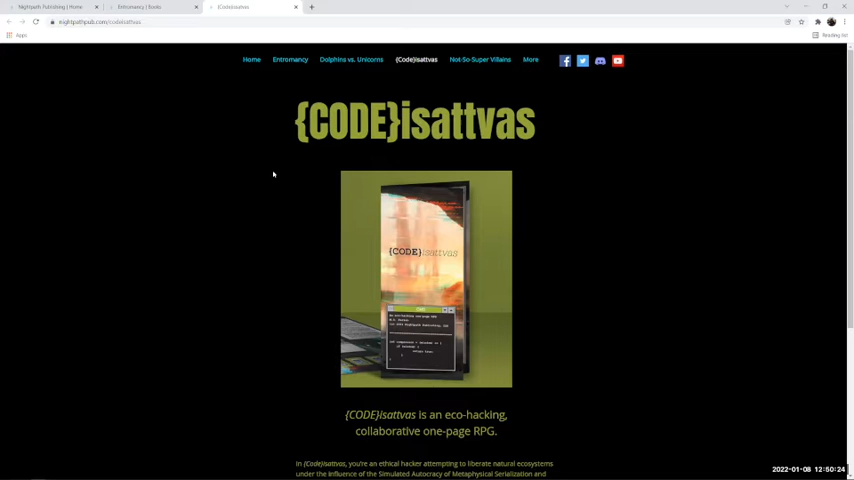 Nightpath Publishing | Home
Entromancy | Books
{Code}isattvas
nightpathpub.com/codeisattvas
Apps
Reading list
Home Entromancy Dolphins vs. Unicorns {Code}isattvas Not-So-Super Villains More
{CODE}isattvas
{CODE}isattvas
{CODE}isattvas is an eco-hacking,
collaborative one-page RPG.
In {Code}isattvas, you're an ethical hacker attempting to liberate natural ecosystems
under the Influence of the Simulated Autocracy of Metaphysical Serialization and
2022-01-08 12:50:24